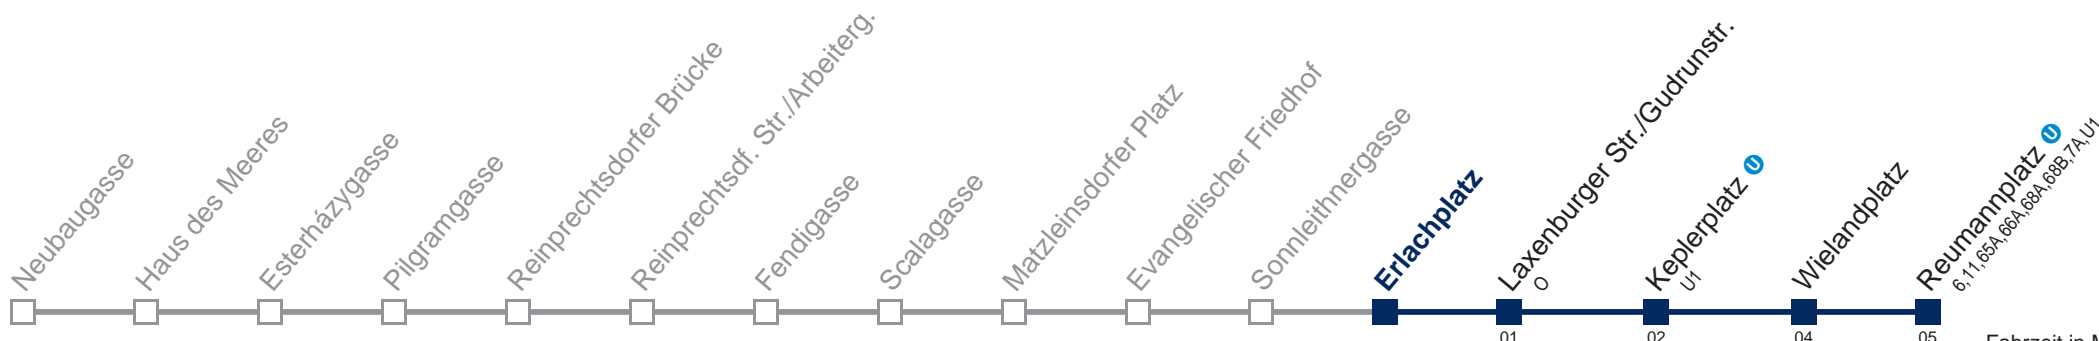 Neubaugasse
Haus des Meeres
Esterházygasse
Pilgramgasse
Reinprechtsdorfer Brücke
Reinprechtsdf. Str./Arbeiterg.
Fendigasse
Scalagasse
Matzleinsdorfer Platz
Evangelischer Friedhof
Sonnleithnergasse
Erlachplatz
Laxenburger Str./Gudrunstr.
O
Keplerplatz U
U1
Wielandplatz
Reumannplatz U
6,11,65A,66A,68A,68B,7A,U1
01
02
04
05
Fahrzeit in